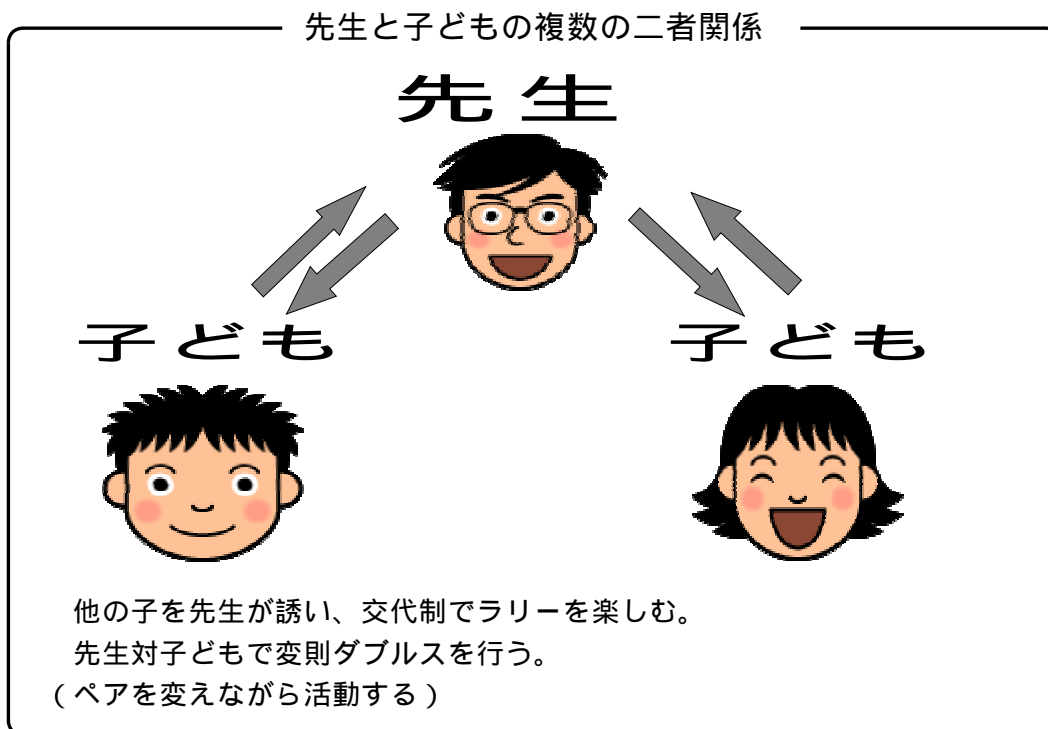 先生と子どもの複数の二者関係
先生
子ども
子ども
他の子を先生が誘い、交代制でラリーを楽しむ。
先生対子どもで変則ダブルスを行う。
(ペアを変えながら活動する)